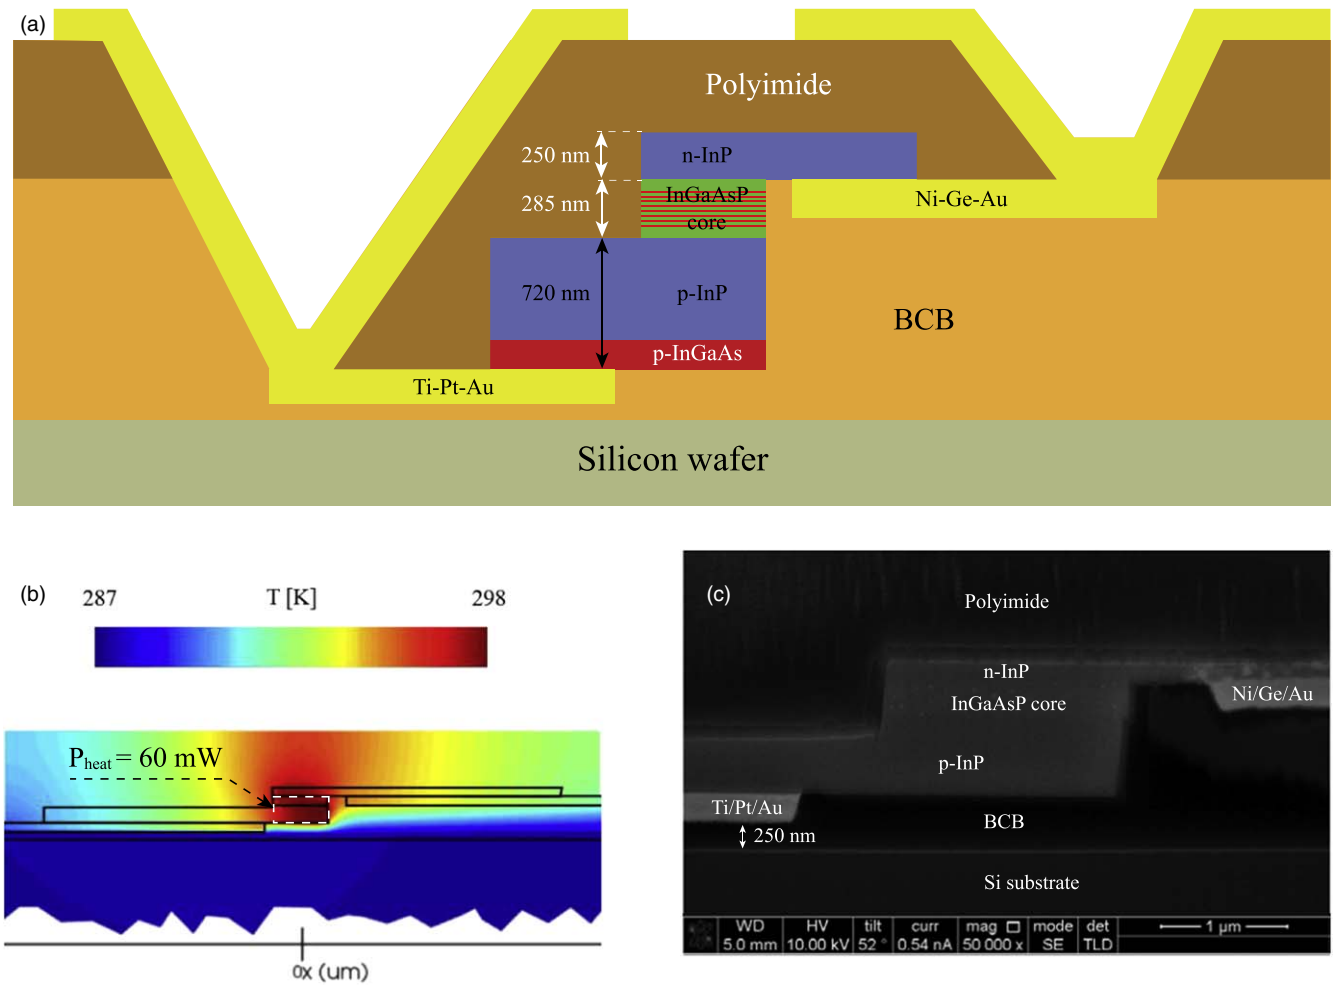 (a)
Polyimide
250 nm
n-InP
285 nm
InGaAsP
core
Ni-Ge-Au
720 nm
p-InP
BCB
p-InGaAs
Ti-Pt-Au
Silicon wafer
(b)
287 T [K] 298
Pheat = 60 mW
0x (um)
(c)
Polyimide
n-InP
InGaAsP core
Ni/Ge/Au
p-InP
Ti/Pt/Au
BCB
250 nm
Si substrate
WD HV tilt curr mag mode det
5.0 mm 10.00 kV 52 ° 0.54 nA 50 000 x SE TLD
1 µm